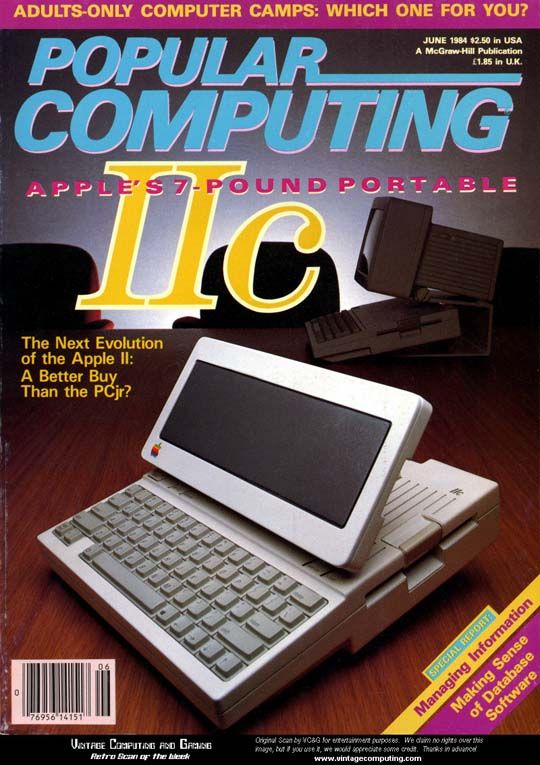 ADULTS-ONLY COMPUTER CAMPS: WHICH ONE FOR YOU?
JUNE 1984 $2.50 in USA
A McGraw-Hill Publication
£1.85 in U.K.
POPULAR
COMPUTING
APPLE'S 7-POUND PORTABLE
IIc
The Next Evolution
of the Apple II:
A Better Buy
Than the PCjr?
IIc
SPECIAL REPORT:
Managing Information
Making Sense
of Database
Software
06
0
76956 14151
VINTAGE COMPUTING AND GAMING
Retro Scan of the Week
Original Scan by VC&G for entertainment purposes. We claim no rights over this
image, but if you use it, we would appreciate some credit. Thanks in advance!
www.vintagecomputing.com